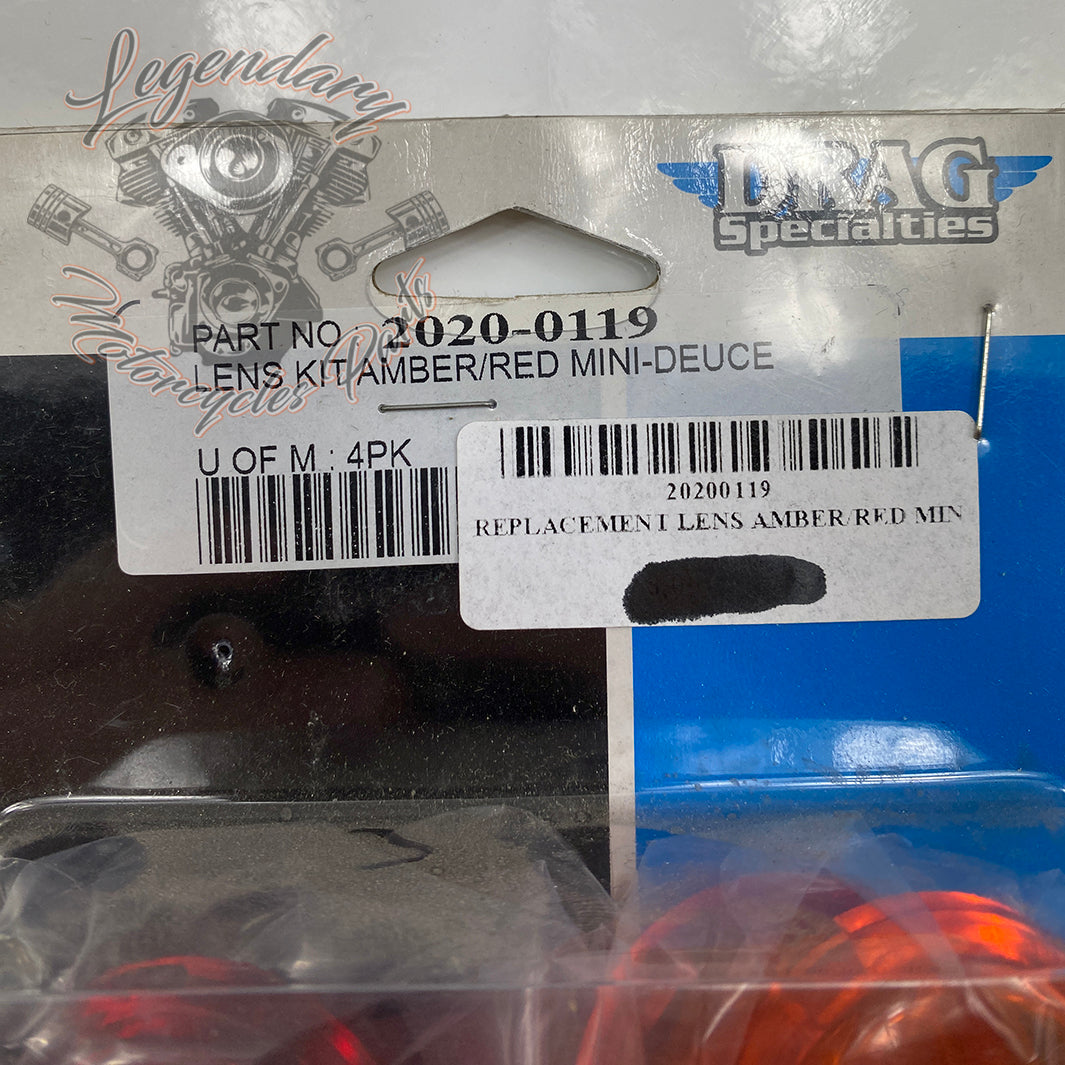 Legendary
Motorcycles Parts
DRAG
Specialties
PART NO : 2020-0119
LENS KIT AMBER/RED MINI-DEUCE
U OF M : 4PK
20200119
REPLACEMENT LENS AMBER/RED MIN